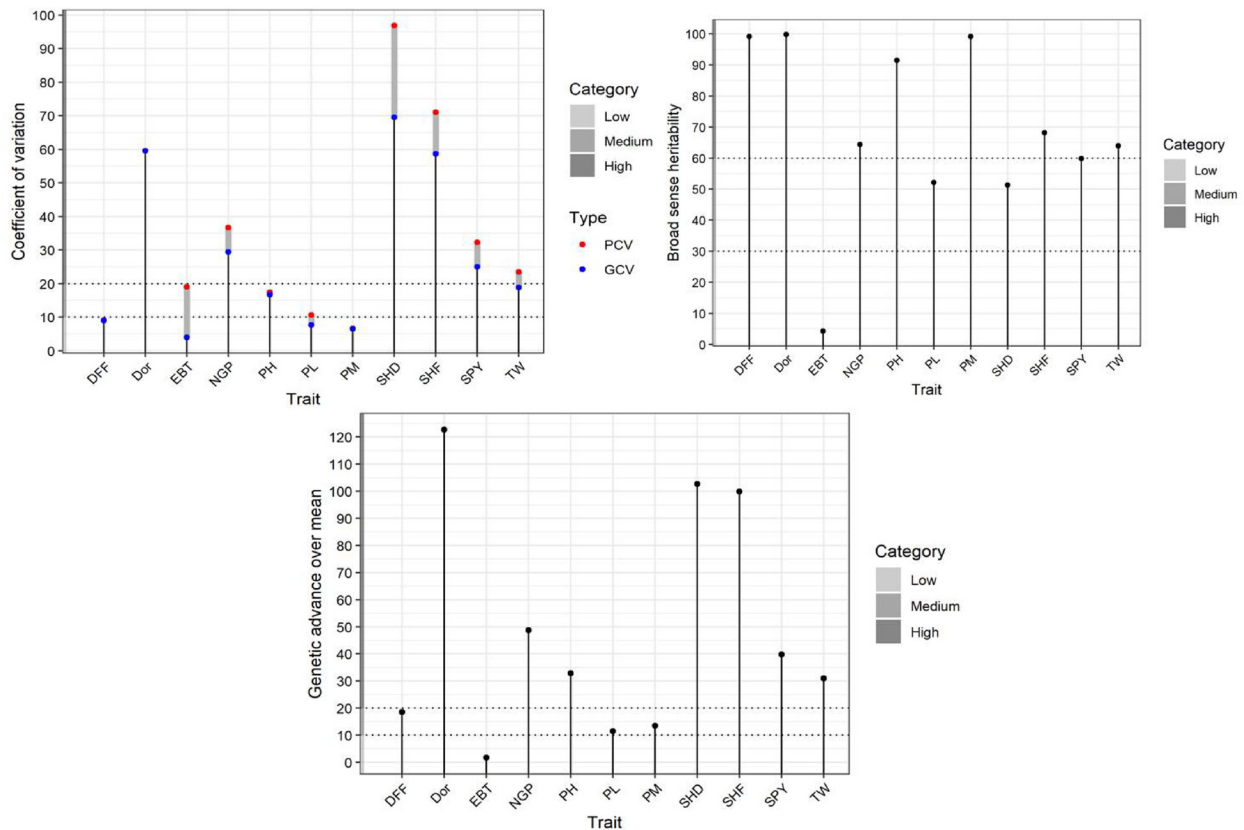 Coefficient of variation
100
90
80
70
60
50
40
30
20
10
0
DFF
Dor
EBT
NGP
PH
PL
PM
SHD
SHF
SPY
TW
Trait
Category
Low
Medium
High
Type
PCV
GCV
Broad sense heritability
100
90
80
70
60
50
40
30
20
10
0
DFF
Dor
EBT
NGP
PH
PL
PM
SHD
SHF
SPY
TW
Trait
Category
Low
Medium
High
Genetic advance over mean
120
110
100
90
80
70
60
50
40
30
20
10
0
DFF
Dor
EBT
NGP
PH
PL
PM
SHD
SHF
SPY
TW
Trait
Category
Low
Medium
High